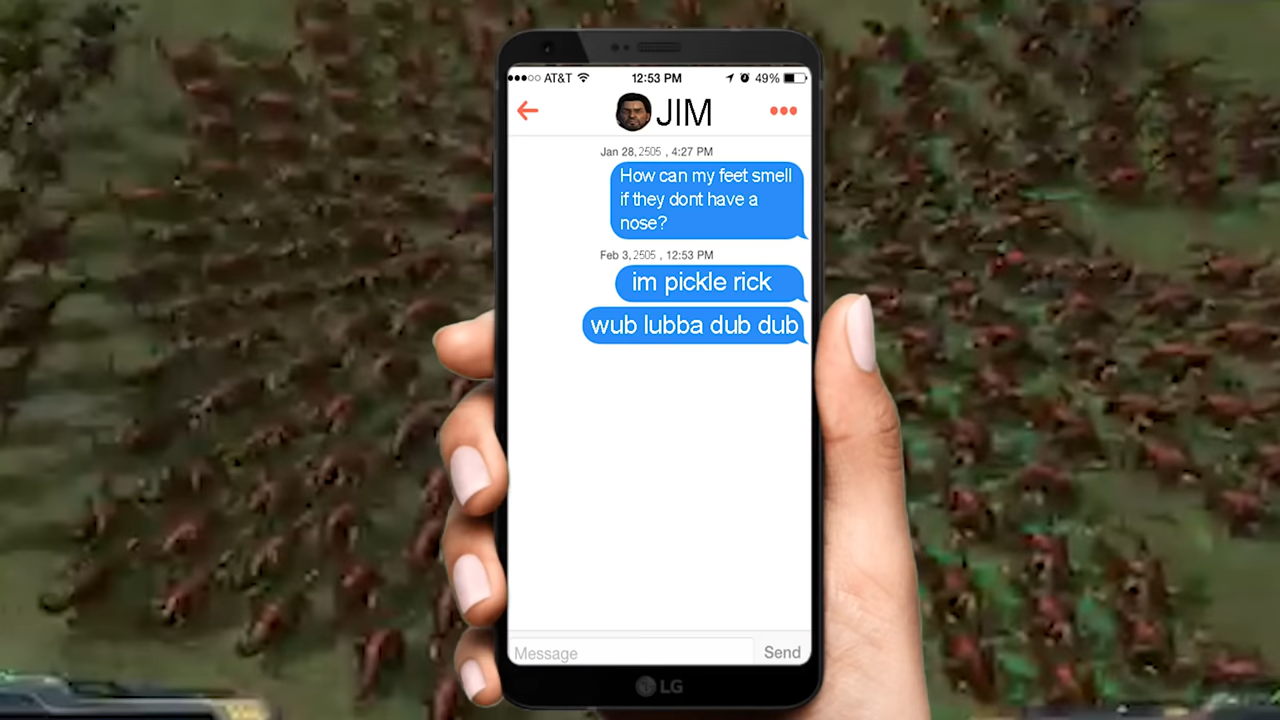 AT&T 12:53 PM 49%
JIM
Jan 28, 2505 , 4:27 PM
How can my feet smell
if they dont have a
nose?
Feb 3, 2505 , 12:53 PM
im pickle rick
wub lubba dub dub
Message Send
LG